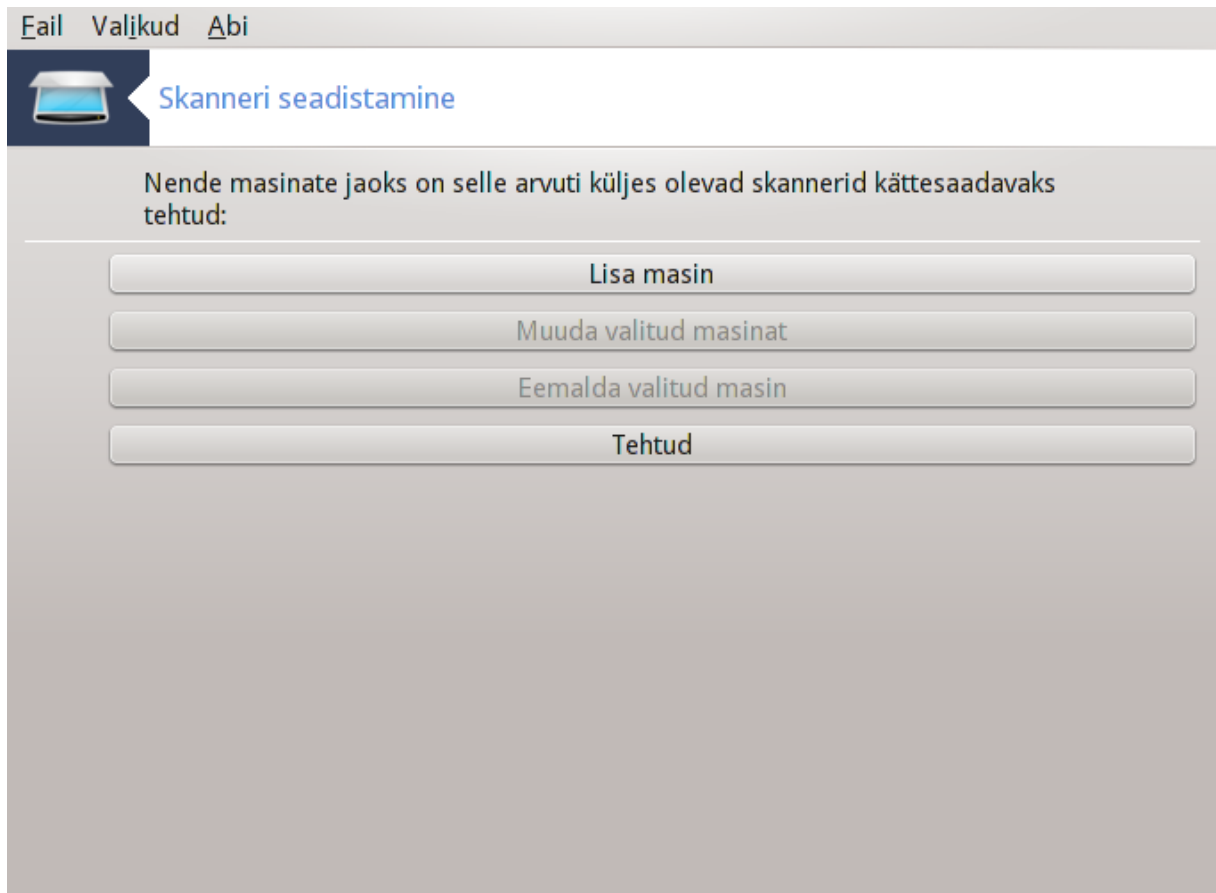 Fail Valikud Abi
Skanneri seadistamine
Nende masinate jaoks on selle arvuti küljes olevad skannerid kättesaadavaks
tehtud:
Lisa masin
Muuda valitud masinat
Eemalda valitud masin
Tehtud